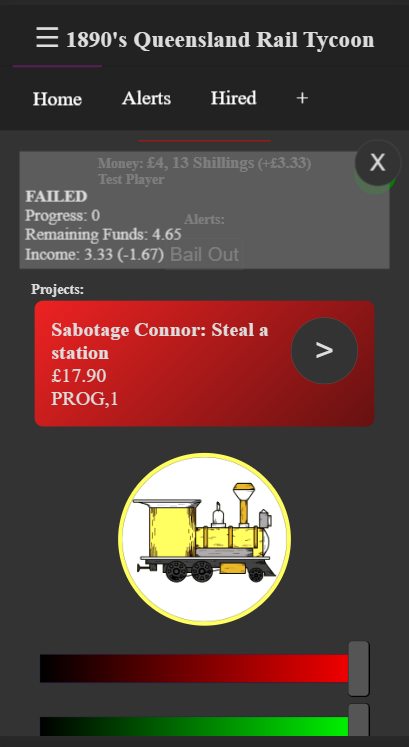 ☰ 1890's Queensland Rail Tycoon
Home Alerts Hired +
Money: £4, 13 Shillings (+£3.33)
Test Player
X
FAILED
Progress: 0
Alerts:
Remaining Funds: 4.65
Income: 3.33 (-1.67)
Bail Out
Projects:
Sabotage Connor: Steal a
station
£17.90
PROG,1
>